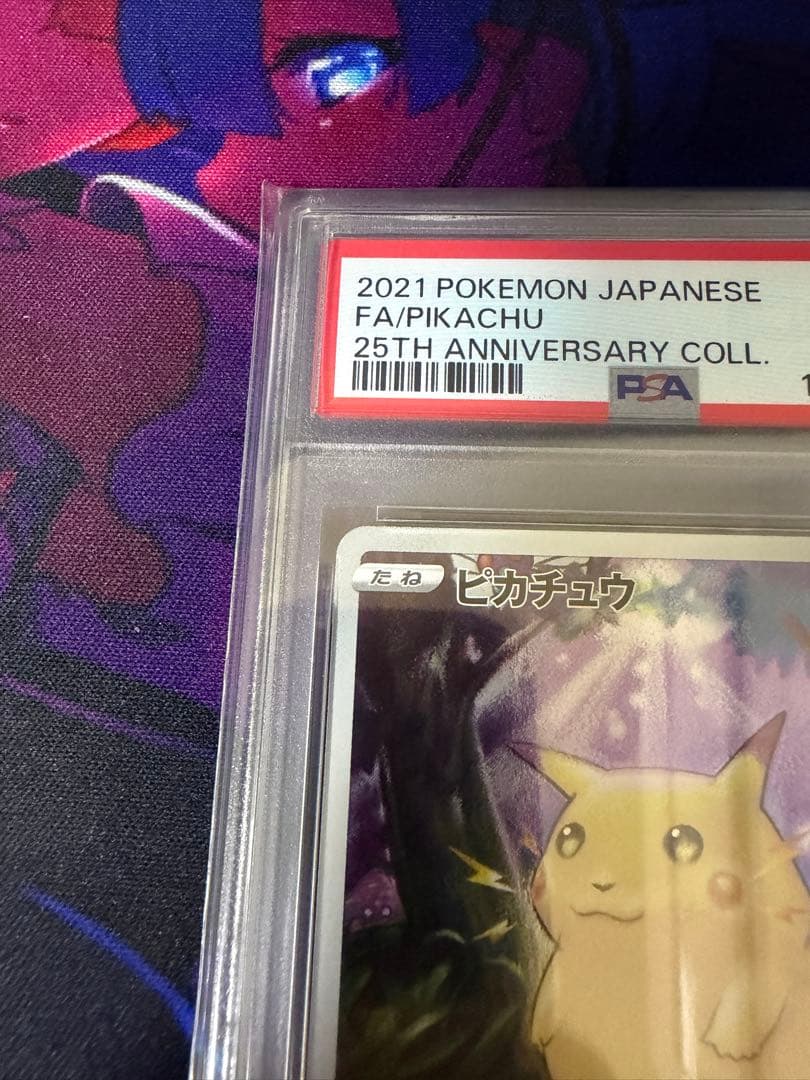 2021 POKEMON JAPANESE
FA/PIKACHU
25TH ANNIVERSARY COLL.
PSA
たね ピカチュウ